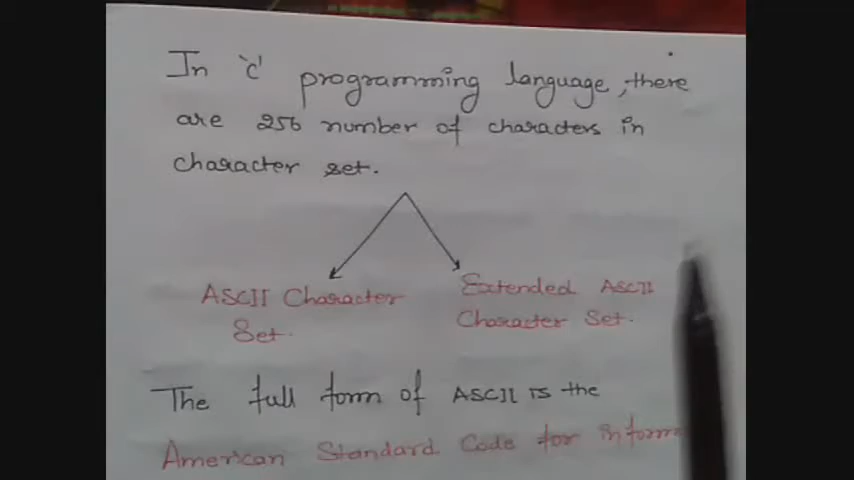 In 'c' programming language, there
are 256 number of characters in
character set.
ASCII Character Set.
Extended ASCII Character Set.
The full form of ASCII is the
American Standard Code for inform